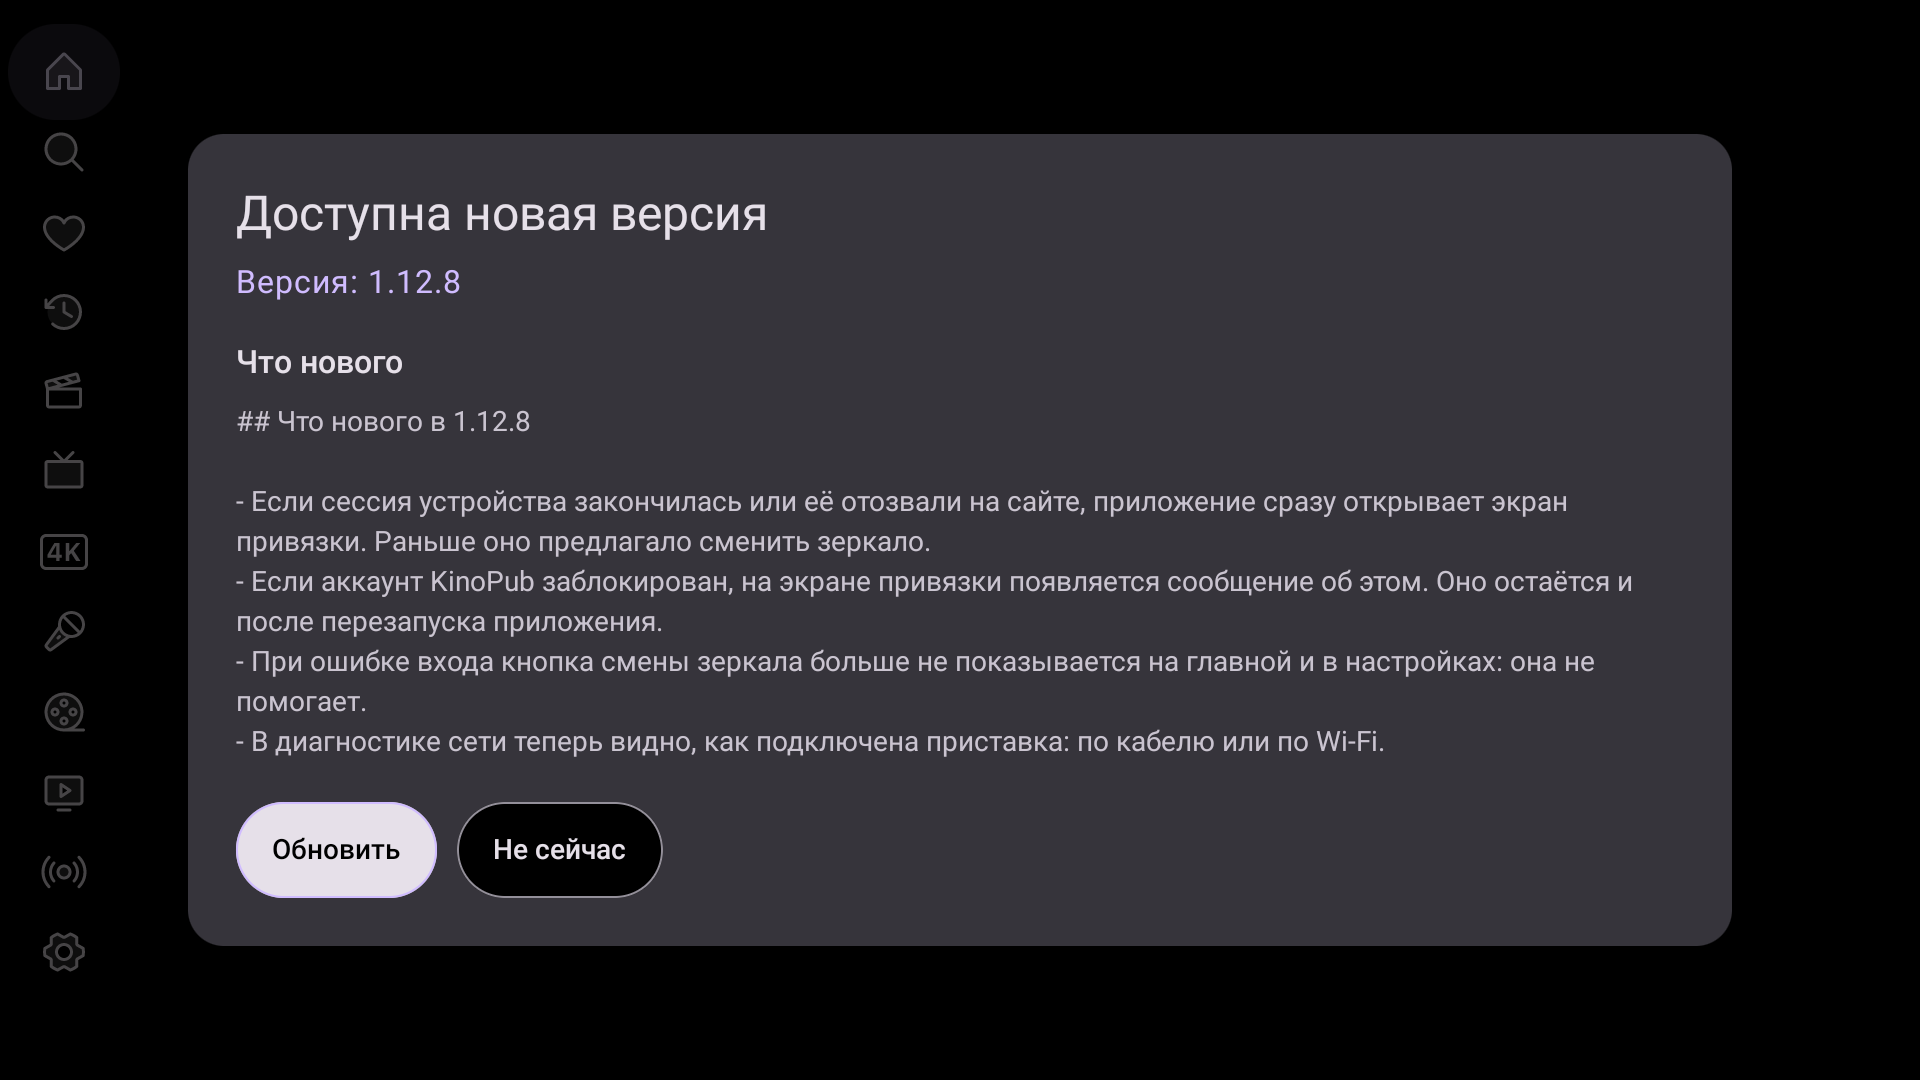 Доступна новая версия
Версия: 1.12.8
Что нового
## Что нового в 1.12.8
- Если сессия устройства закончилась или её отозвали на сайте, приложение сразу открывает экран
привязки. Раньше оно предлагало сменить зеркало.
- Если аккаунт KinoPub заблокирован, на экране привязки появляется сообщение об этом. Оно остаётся и
после перезапуска приложения.
- При ошибке входа кнопка смены зеркала больше не показывается на главной и в настройках: она не
помогает.
- В диагностике сети теперь видно, как подключена приставка: по кабелю или по Wi-Fi.
4K
Обновить
Не сейчас